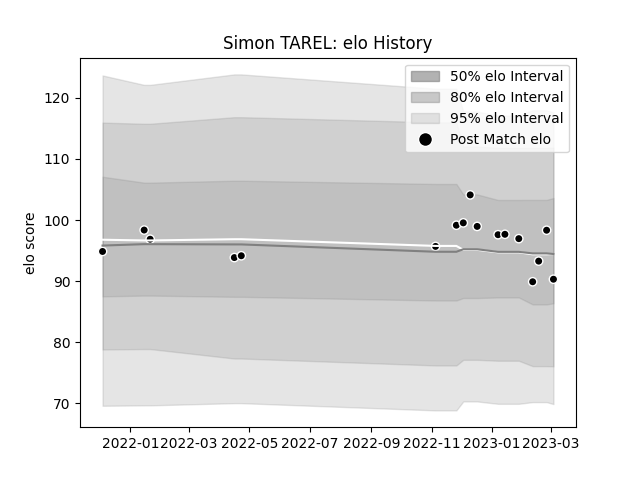 Simon TAREL: elo History
50% elo Interval
80% elo Interval
95% elo Interval
Post Match elo
elo score
120
110
100
90
80
70
2022-01 2022-03 2022-05 2022-07 2022-09 2022-11 2023-01 2023-03